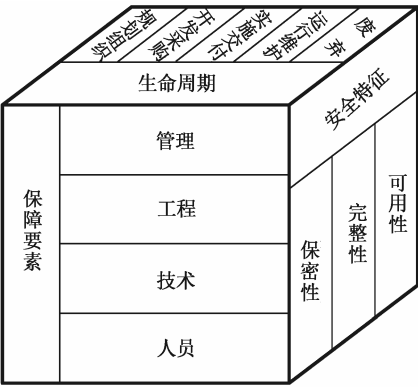 规划组织
开发采购
实施交付
运行维护
废弃
生命周期
安全特征
保障要素
管理
工程
技术
人员
保密性
完整性
可用性